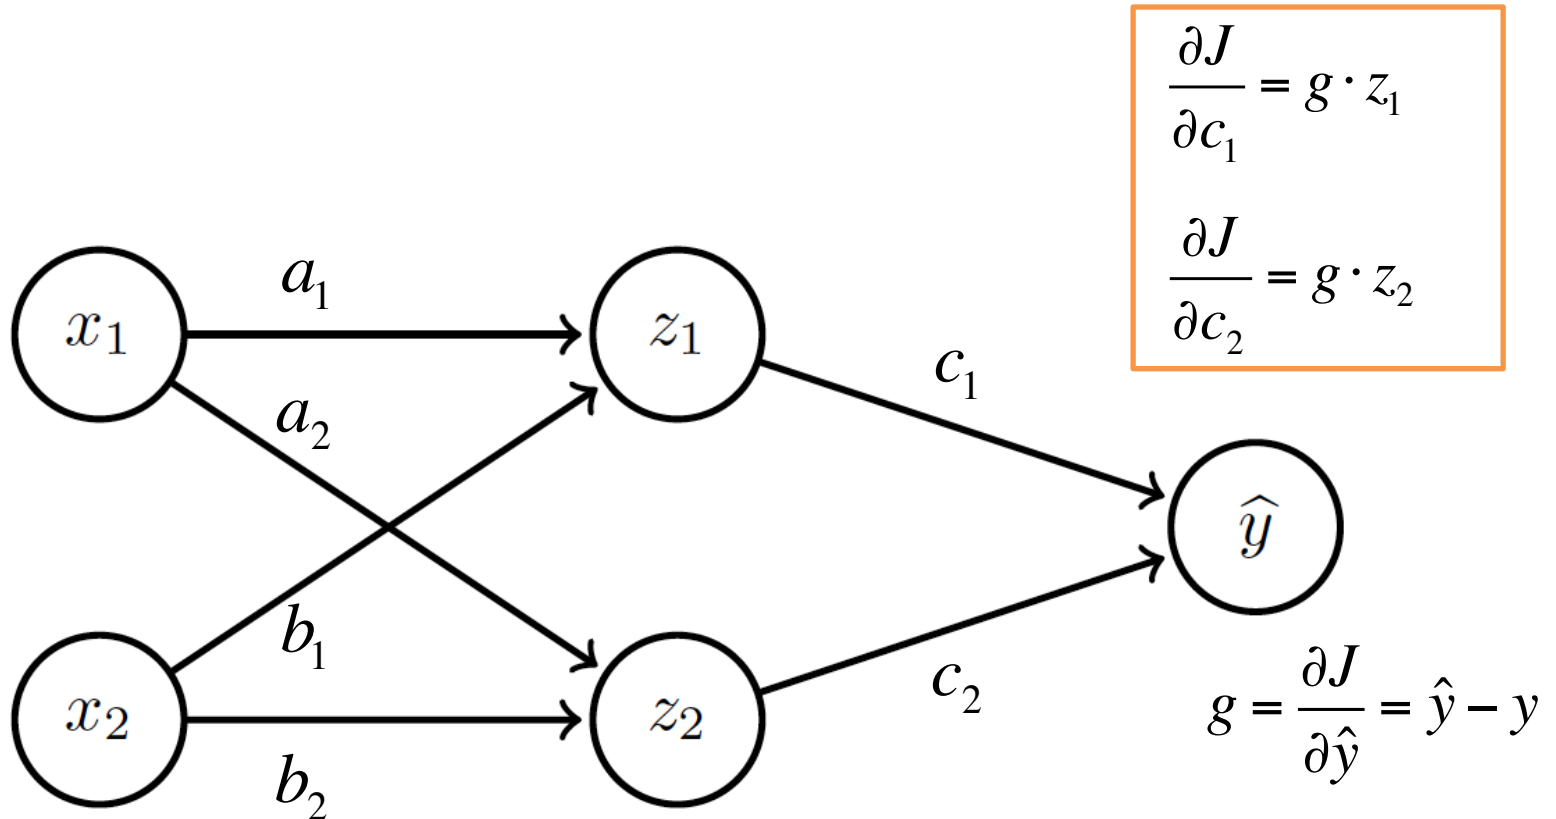 ∂J/∂c₁ = g · z₁
∂J/∂c₂ = g · z₂
x₁
a₁
z₁
c₁
a₂
ŷ
b₁
x₂
z₂
c₂
b₂
g = ∂J/∂ŷ = ŷ − y